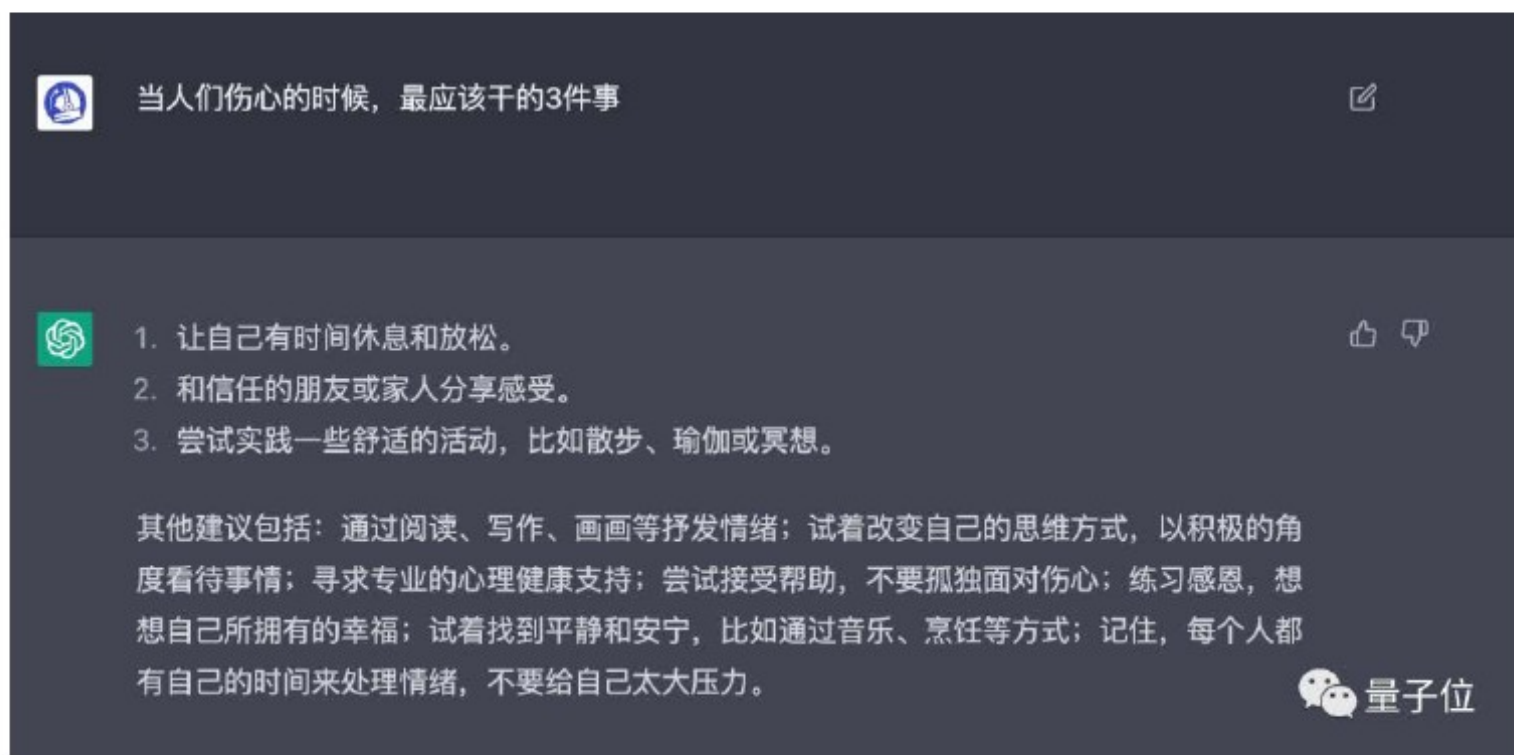 当人们伤心的时候，最应该干的3件事
1. 让自己有时间休息和放松。
2. 和信任的朋友或家人分享感受。
3. 尝试实践一些舒适的活动，比如散步、瑜伽或冥想。
其他建议包括：通过阅读、写作、画画等抒发情绪；试着改变自己的思维方式，以积极的角
度看待事情；寻求专业的心理健康支持；尝试接受帮助，不要孤独面对伤心；练习感恩，想
想自己所拥有的幸福；试着找到平静和安宁，比如通过音乐、烹饪等方式；记住，每个人都
有自己的时间来处理情绪，不要给自己太大压力。
量子位